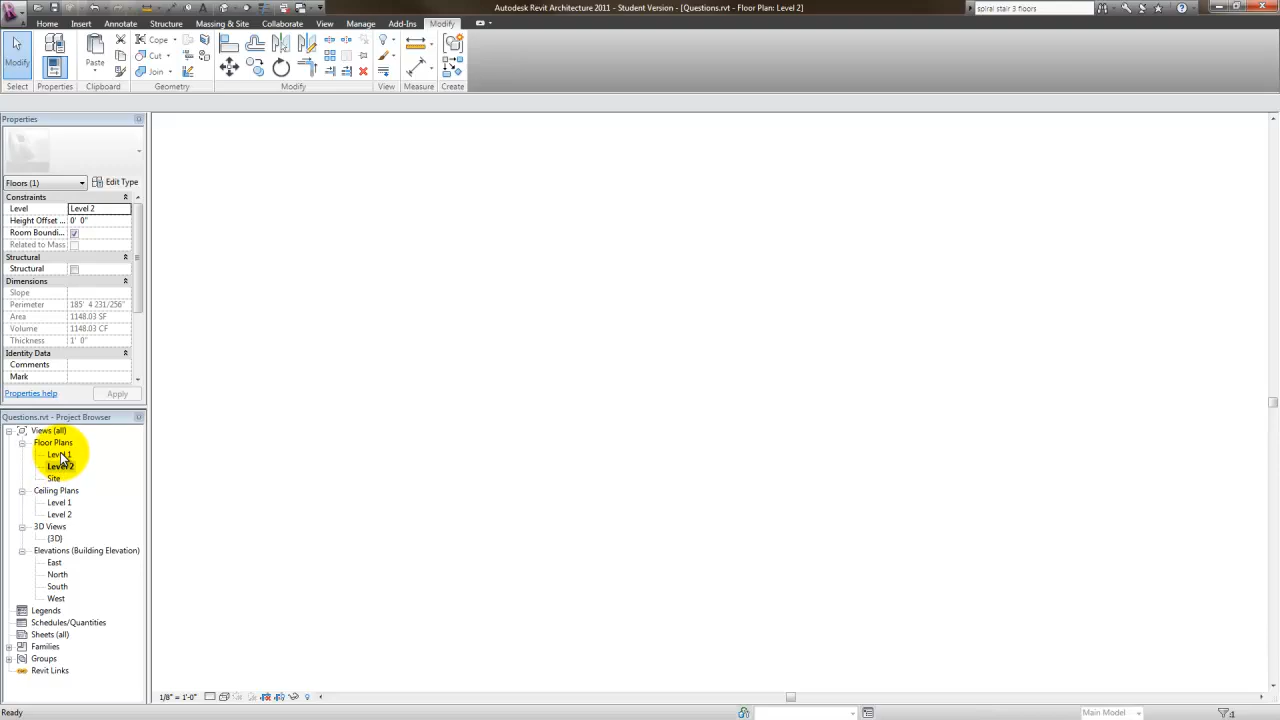 Autodesk Revit Architecture 2011 - Student Version - [Questions.rvt - Floor Plan: Level 2]
spiral stair 3 floors
Home Insert Annotate Structure Massing & Site Collaborate View Manage Add-Ins Modify
Modify Paste Cope
Cut
Join
Select Properties Clipboard Geometry Modify View Measure Create
Properties
Floors (1) Edit Type
Constraints
Level Level 2
Height Offset ... 0' 0"
Room Boundi...
Related to Mass
Structural
Structural
Dimensions
Slope
Perimeter 185' 4 231/256"
Area 1148.03 SF
Volume 1148.03 CF
Thickness 1' 0"
Identity Data
Comments
Mark
Properties help Apply
Questions.rvt - Project Browser
Views (all)
Floor Plans
Level 1
Level 2
Site
Ceiling Plans
Level 1
Level 2
3D Views
{3D}
Elevations (Building Elevation)
East
North
South
West
Legends
Schedules/Quantities
Sheets (all)
Families
Groups
Revit Links
1/8" = 1'-0"
Ready Main Model :1